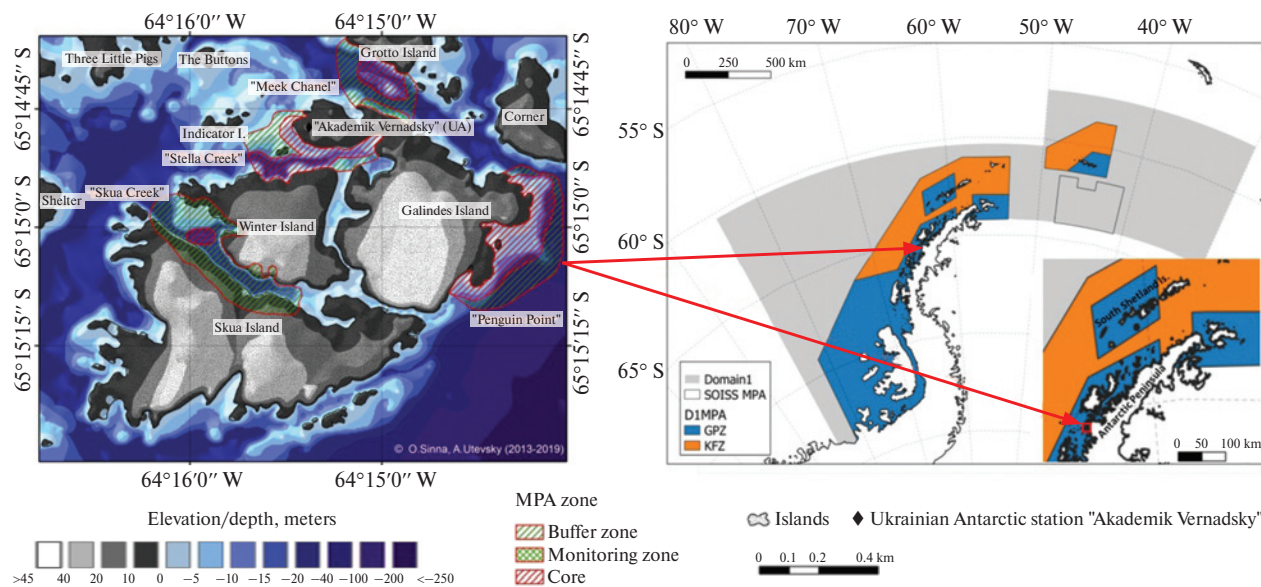 64°16′0″ W
64°15′0″ W
65°14′45″ S
65°15′0″ S
65°15′15″ S
Three Little Pigs
The Buttons
Grotto Island
"Meek Chanel"
Corner
Indicator I.
"Akademik Vernadsky" (UA)
"Stella Creek"
"Skua Creek"
Shelter
Winter Island
Galindes Island
Skua Island
"Penguin Point"
© O.Sinna, A.Utevsky (2013-2019)
65°14′45″ S
65°15′0″ S
65°15′15″ S
64°16′0″ W
64°15′0″ W
Elevation/depth, meters
>45 40 20 10 0 −5 −10 −15 −20 −40 −100 −200 <−250
MPA zone
Buffer zone
Monitoring zone
Core
80° W
70° W
60° W
50° W
40° W
55° S
60° S
65° S
0 250 500 km
Domain1
SOISS MPA
D1MPA
GPZ
KFZ
South Shetland Is.
Antarctic Peninsula
0 50 100 km
Islands
Ukrainian Antarctic station "Akademik Vernadsky"
0 0.1 0.2 0.4 km